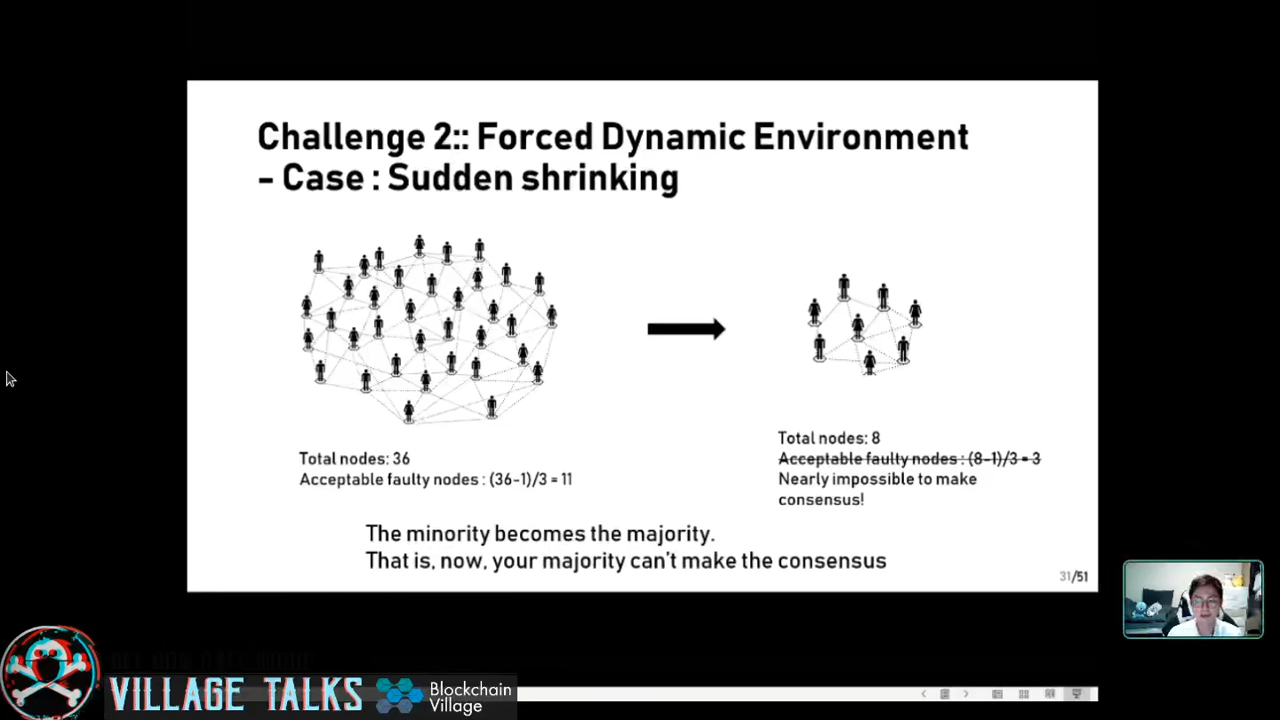 Challenge 2:: Forced Dynamic Environment
- Case : Sudden shrinking
Total nodes: 36
Acceptable faulty nodes : (36-1)/3 = 11
Total nodes: 8
Acceptable faulty nodes : (8-1)/3 = 3
Nearly impossible to make
consensus!
The minority becomes the majority.
That is, now, your majority can't make the consensus
31/51
VILLAGE TALKS
Blockchain
Village